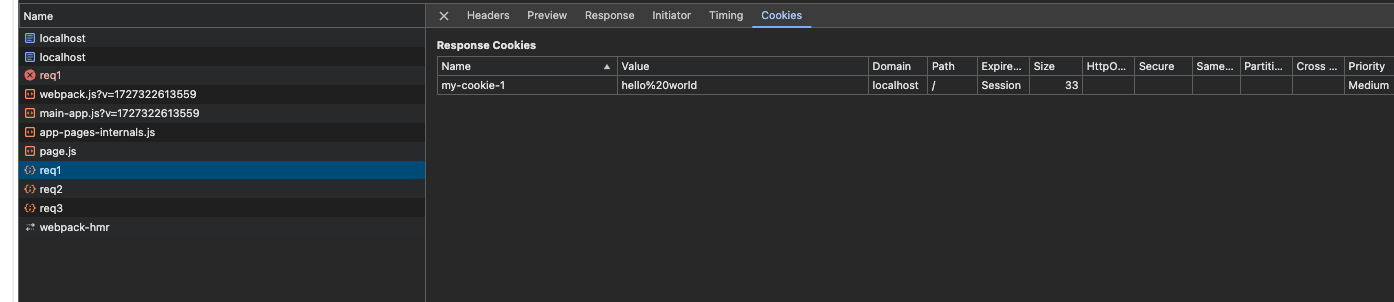 Name
localhost
localhost
req1
webpack.js?v=1727322613559
main-app.js?v=1727322613559
app-pages-internals.js
page.js
req1
req2
req3
webpack-hmr
Headers Preview Response Initiator Timing Cookies
Response Cookies
Name Value Domain Path Expire... Size HttpO... Secure Same... Partiti... Cross ... Priority
my-cookie-1 hello%20world localhost / Session 33 Medium